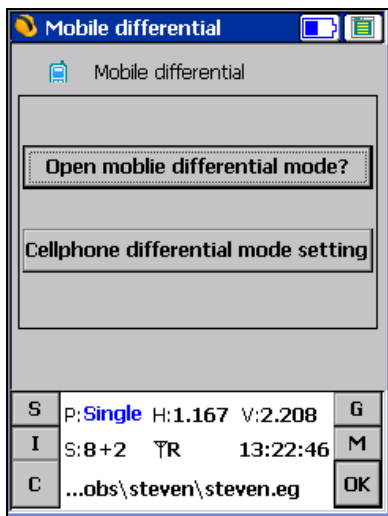 Mobile differential
Mobile differential
Open moblie differential mode?
Cellphone differential mode setting
S P:Single H:1.167 V:2.208 G
I S:8+2 R 13:22:46 M
C ...obs\steven\steven.eg OK